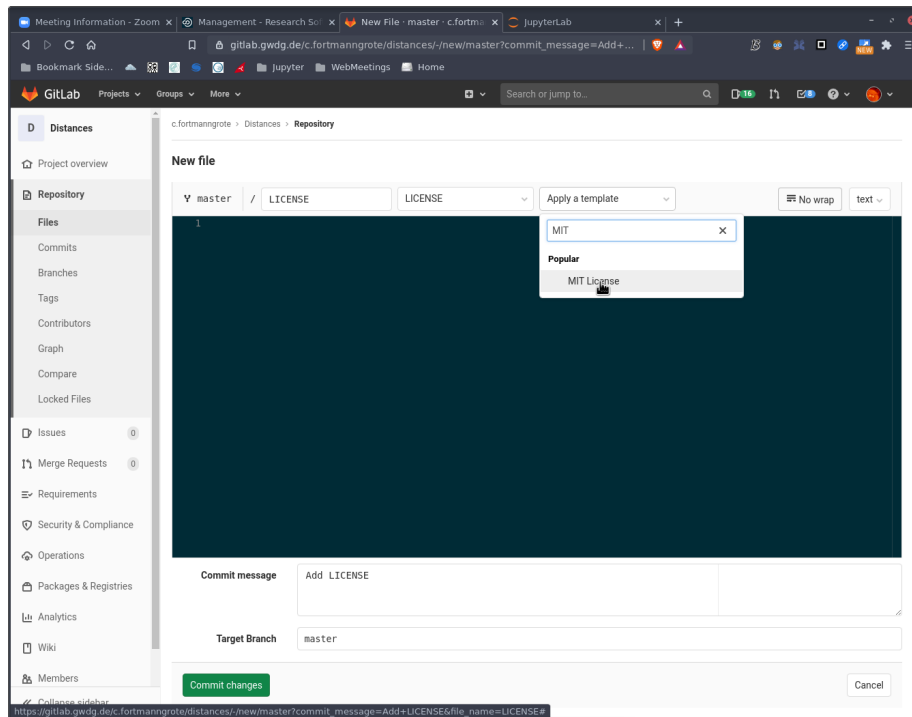 Meeting Information - Zoom
Management - Research Sof
New File · master · c.fortma
JupyterLab
gitlab.gwdg.de/c.fortmanngrote/distances/-/new/master?commit_message=Add+...
Bookmark Side...
Jupyter
WebMeetings
Home
GitLab
Projects
Groups
More
Search or jump to...
16
8
D
Distances
c.fortmanngrote > Distances > Repository
New file
Project overview
Repository
Files
Commits
Branches
Tags
Contributors
Graph
Compare
Locked Files
Issues 0
Merge Requests 0
Requirements
Security & Compliance
Operations
Packages & Registries
Analytics
Wiki
Members
Collapse sidebar
master / LICENSE
LICENSE
Apply a template
No wrap
text
1
MIT
Popular
MIT License
Commit message
Add LICENSE
Target Branch
master
Commit changes
Cancel
https://gitlab.gwdg.de/c.fortmanngrote/distances/-/new/master?commit_message=Add+LICENSE&file_name=LICENSE#